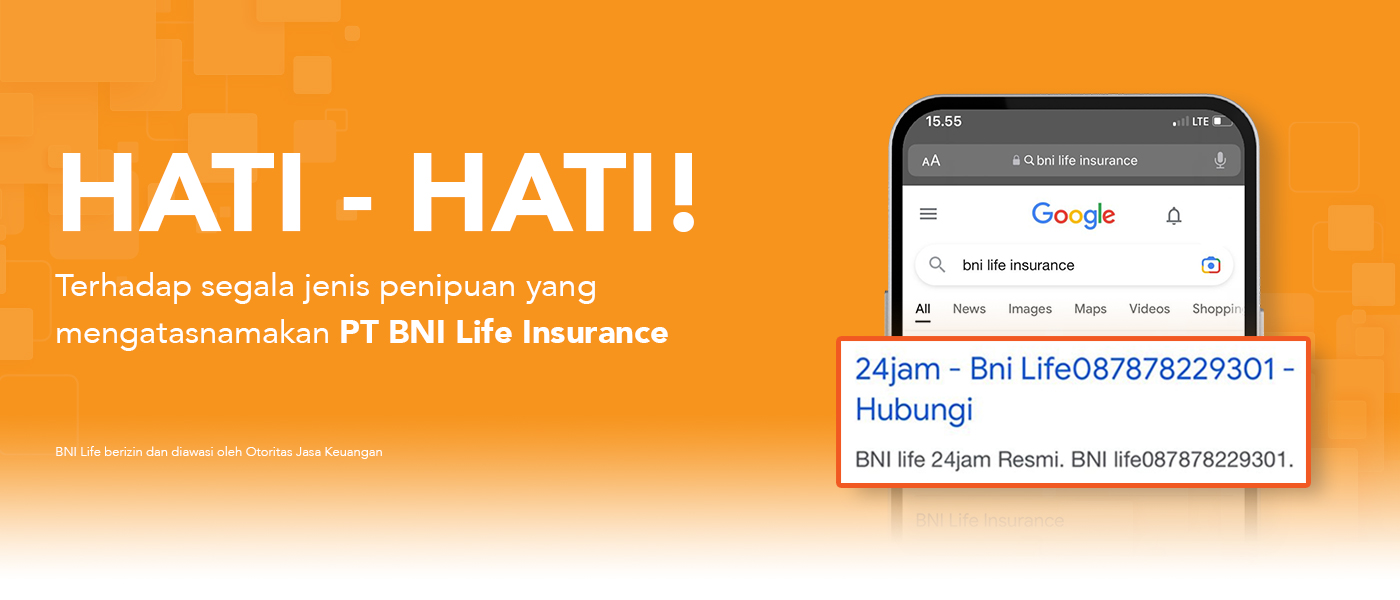 HATI - HATI!
Terhadap segala jenis penipuan yang
mengatasnamakan PT BNI Life Insurance
BNI Life berizin dan diawasi oleh Otoritas Jasa Keuangan
15.55
LTE
AA
bni life insurance
Google
bni life insurance
All News Images Maps Videos Shoppin
24jam - Bni Life087878229301 -
Hubungi
BNI life 24jam Resmi. BNI life087878229301.
BNI Life Insurance